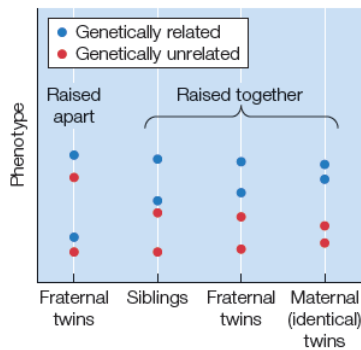 Genetically related
Genetically unrelated
Raised
apart
Raised together
Phenotype
Fraternal
twins
Siblings
Fraternal
twins
Maternal
(identical)
twins